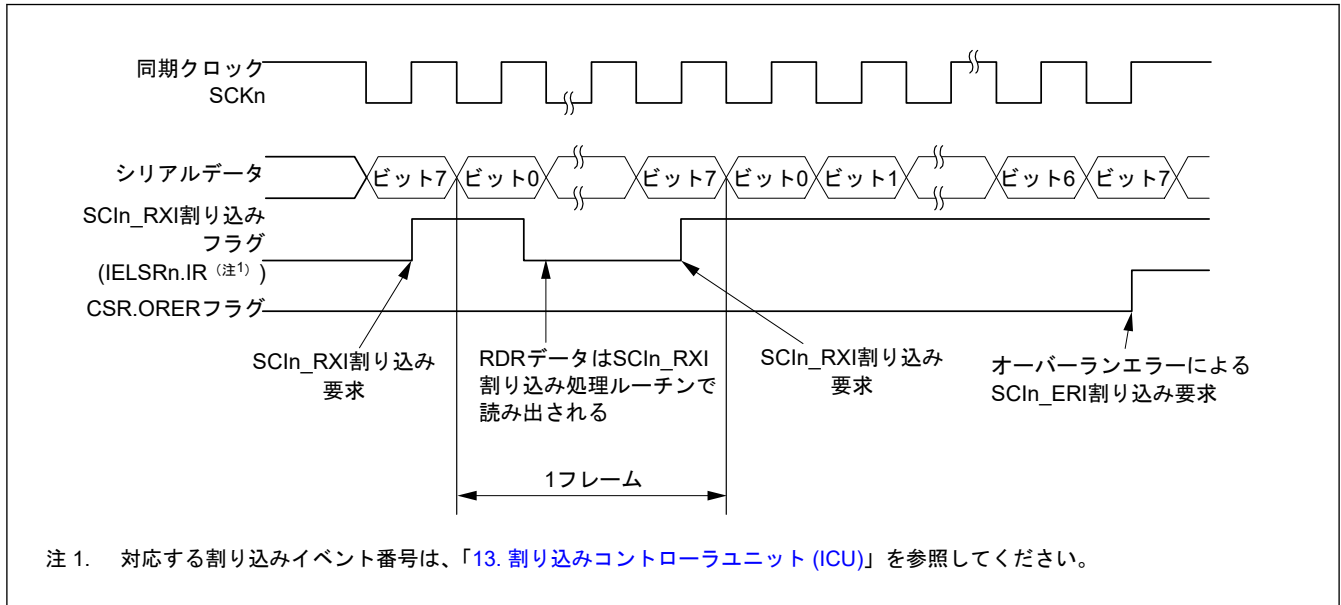 同期クロック
SCKn
シリアルデータ
ビット7 ビット0 ビット7 ビット0 ビット1 ビット6 ビット7
SCIn_RXI割り込み
フラグ
(IELSRn.IR（注1）)
CSR.ORERフラグ
SCIn_RXI割り込み
要求
RDRデータはSCIn_RXI
割り込み処理ルーチンで
読み出される
SCIn_RXI割り込み
要求
オーバーランエラーによる
SCIn_ERI割り込み要求
1フレーム
注 1. 対応する割り込みイベント番号は、「13. 割り込みコントローラユニット (ICU)」を参照してください。